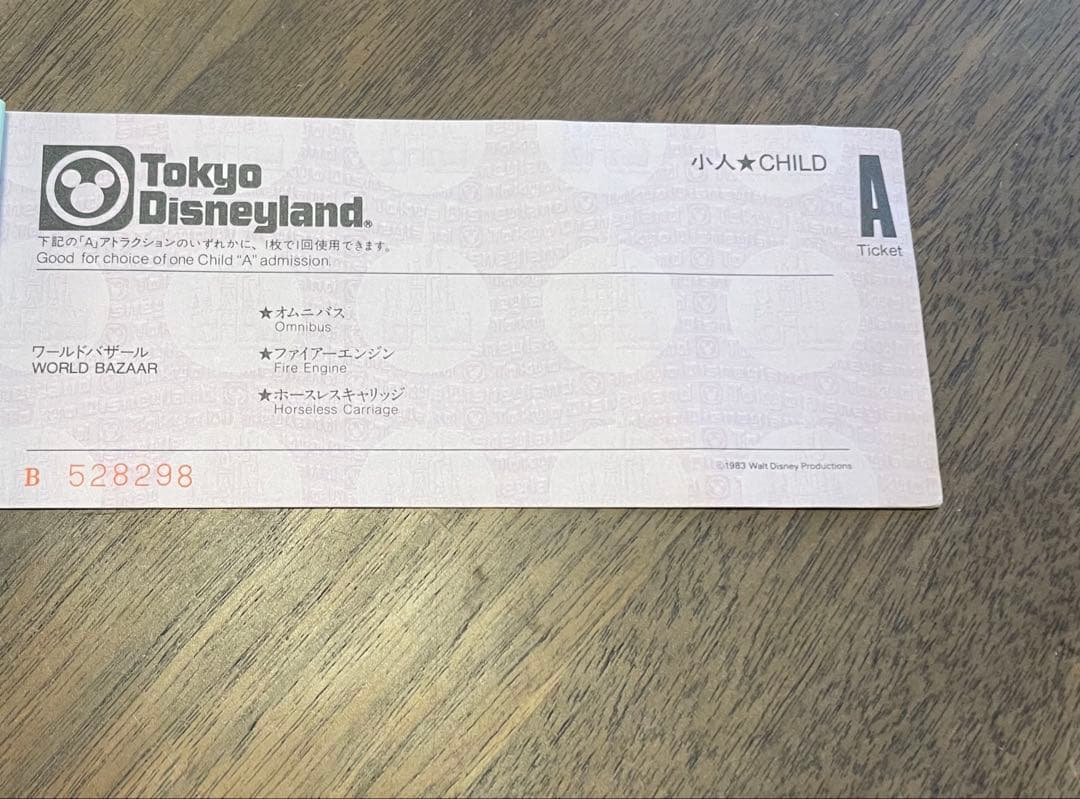 Tokyo
Disneyland®
小人★CHILD
A
Ticket
下記の「A」アトラクションのいずれかに、1枚で1回使用できます。
Good for choice of one Child "A" admission.
ワールドバザール
WORLD BAZAAR
★オムニバス
Omnibus
★ファイアーエンジン
Fire Engine
★ホースレスキャリッジ
Horseless Carriage
B 528298
©1983 Walt Disney Productions